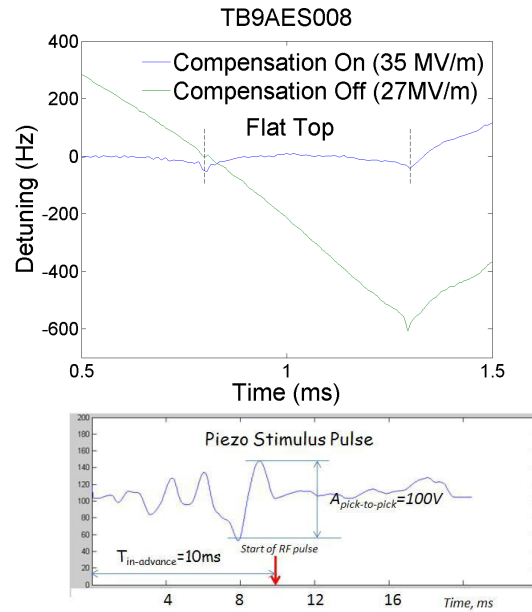 TB9AES008
400
200
0
-200
-400
-600
Detuning (Hz)
Compensation On (35 MV/m)
Compensation Off (27MV/m)
Flat Top
0.5
1
1.5
Time (ms)
200
180
160
140
120
100
80
60
40
20
0
Piezo Stimulus Pulse
Apick-to-pick=100V
Tin-advance=10ms
Start of RF pulse
4
8
12
16
Time, ms